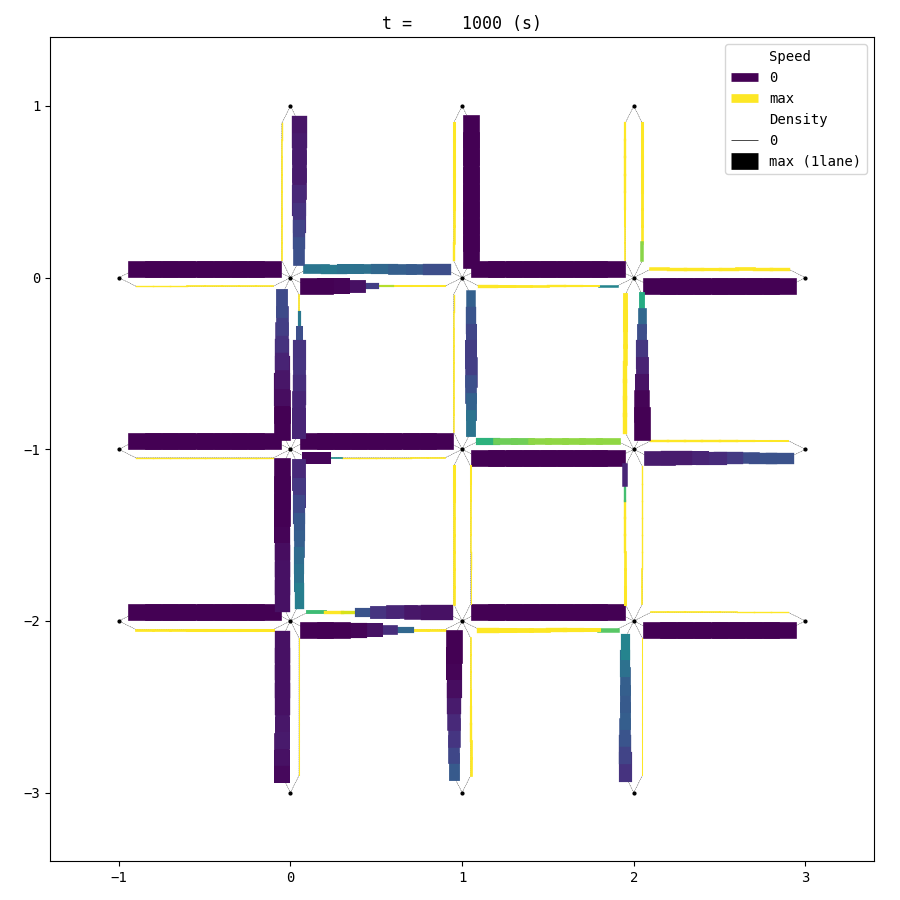 t =     1000 (s)
Speed
0
max
Density
0
max (1lane)
1
0
−1
−2
−3
−1 0 1 2 3